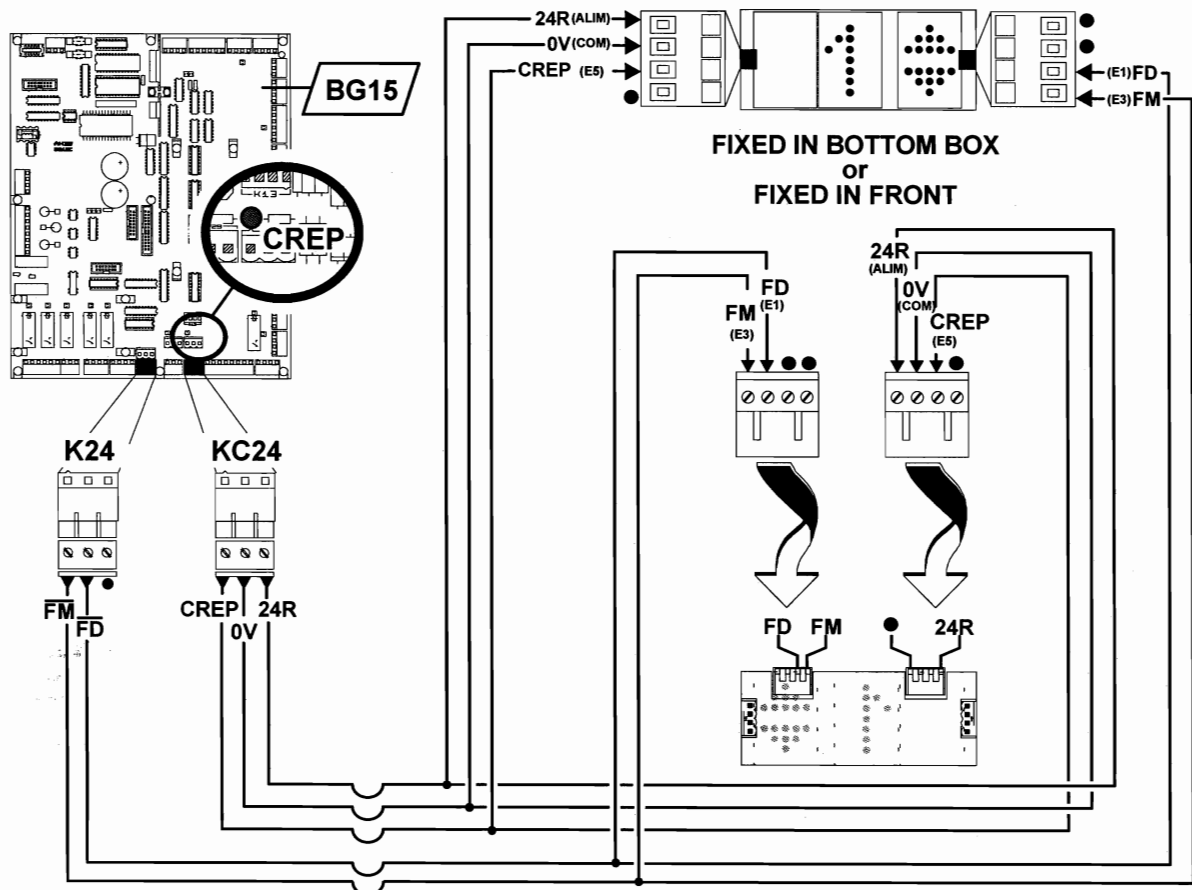 24R (ALIM)
0V (COM)
CREP (E5)
(E1) FD
(E3) FM
BG15
FIXED IN BOTTOM BOX
or
FIXED IN FRONT
K13
CREP
FD
(E1)
FM
(E3)
24R
(ALIM)
0V
(COM)
CREP
(E5)
K24
KC24
F̅M̅
F̅D̅
CREP
0V
24R
FD
FM
24R